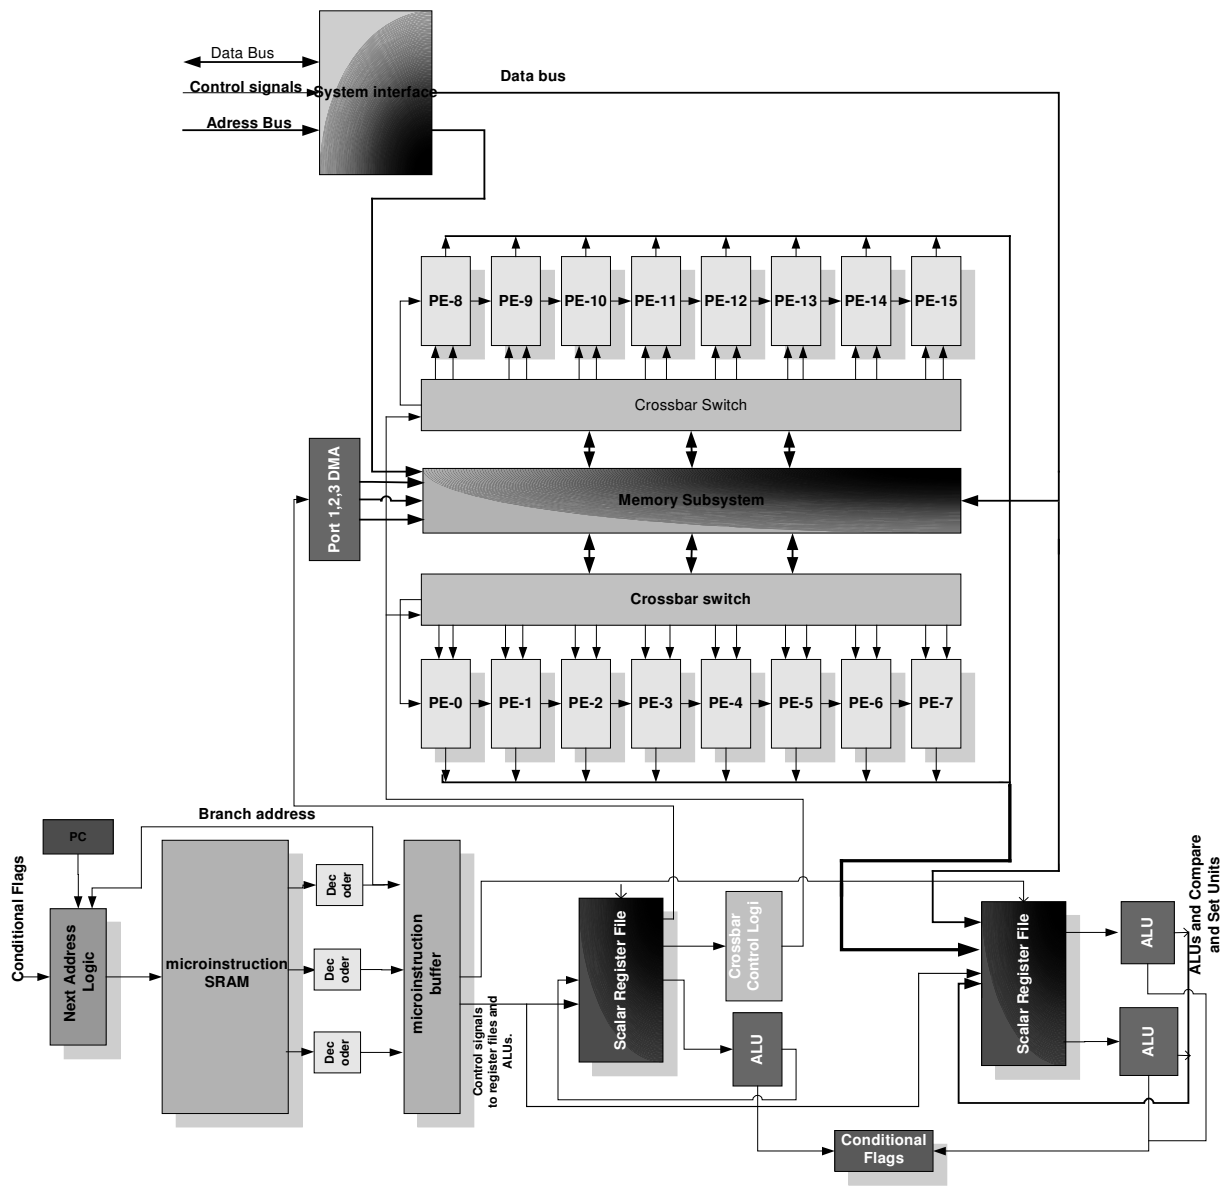 Data Bus
Control signals
Adress Bus
System interface
Data bus
PE-8
PE-9
PE-10
PE-11
PE-12
PE-13
PE-14
PE-15
Crossbar Switch
Port 1,2,3 DMA
Memory Subsystem
Crossbar switch
PE-0
PE-1
PE-2
PE-3
PE-4
PE-5
PE-6
PE-7
Branch address
PC
Conditional Flags
Next Address
Logic
microinstruction
SRAM
Dec
oder
Dec
oder
Dec
oder
microinstruction
buffer
Control signals
to register files and
ALUs.
Scalar Register File
Crossbar
Control Logi
ALU
Scalar Register File
ALU
ALU
ALUs and Compare
and Set Units
Conditional
Flags